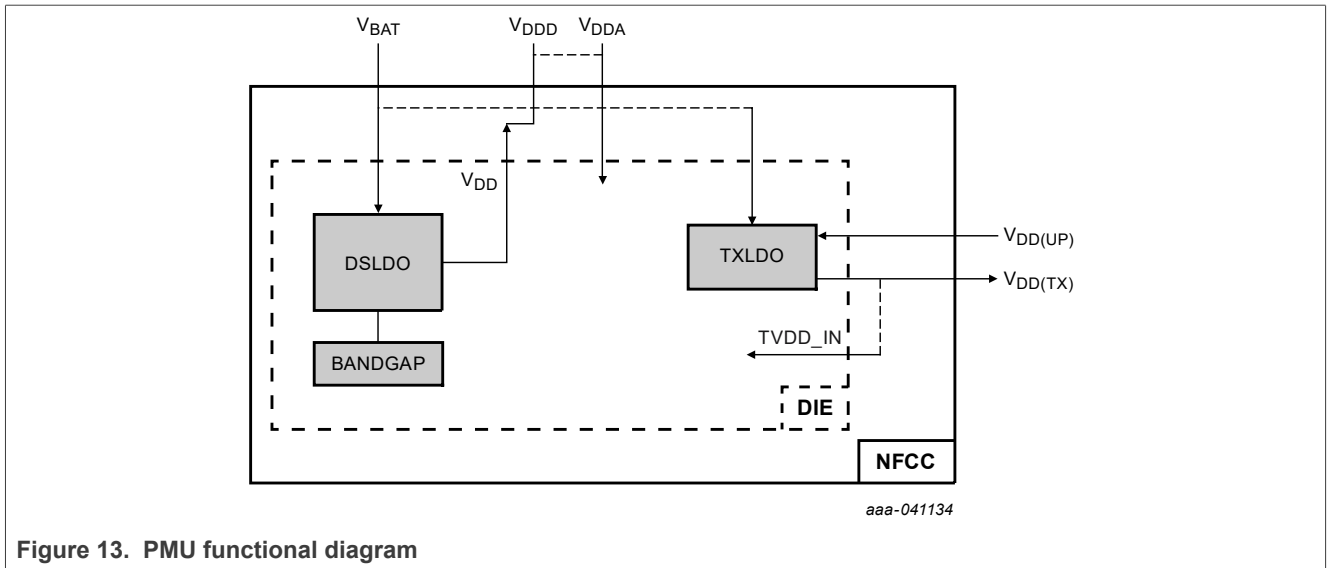 VBAT
VDDD
VDDA
VDD
DSLDO
TXLDO
VDD(UP)
VDD(TX)
TVDD_IN
BANDGAP
DIE
NFCC
aaa-041134
Figure 13. PMU functional diagram